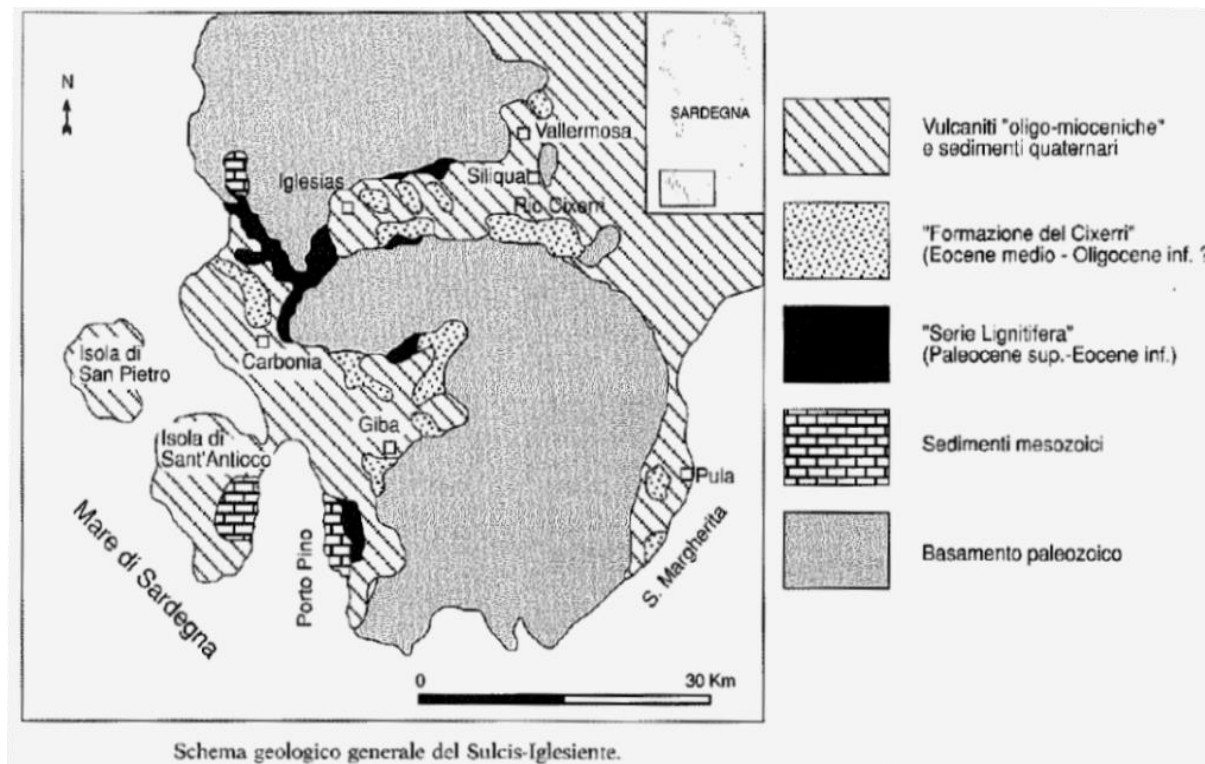 N
SARDEGNA
Vallermosa
Iglesias
Siliqua
Rio Cixerri
Isola di
San Pietro
Carbonia
Isola di
Sant'Antioco
Giba
Pula
Mare di Sardegna
Porto Pino
S. Margherita
0 30 Km
Vulcaniti "oligo-mioceniche"
e sedimenti quaternari
"Formazione del Cixerri"
(Eocene medio - Oligocene inf. ?
"Serie Lignitifera"
(Paleocene sup.-Eocene inf.)
Sedimenti mesozoici
Basamento paleozoico
Schema geologico generale del Sulcis-Iglesiente.